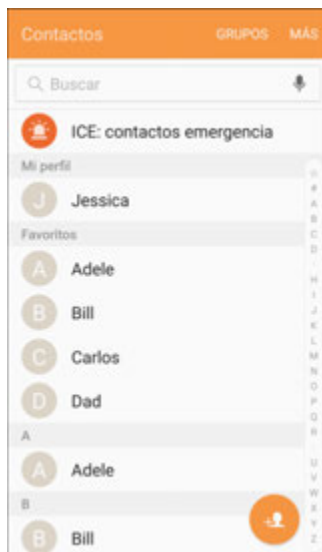 Contactos GRUPOS MÁS
Buscar
ICE: contactos emergencia
Mi perfil
J Jessica
Favoritos
A Adele
B Bill
C Carlos
D Dad
A
A Adele
B
B Bill
#
A
B
C
D
H
I
J
K
L
M
N
O
P
Q
R
U
V
W
X
Y
Z